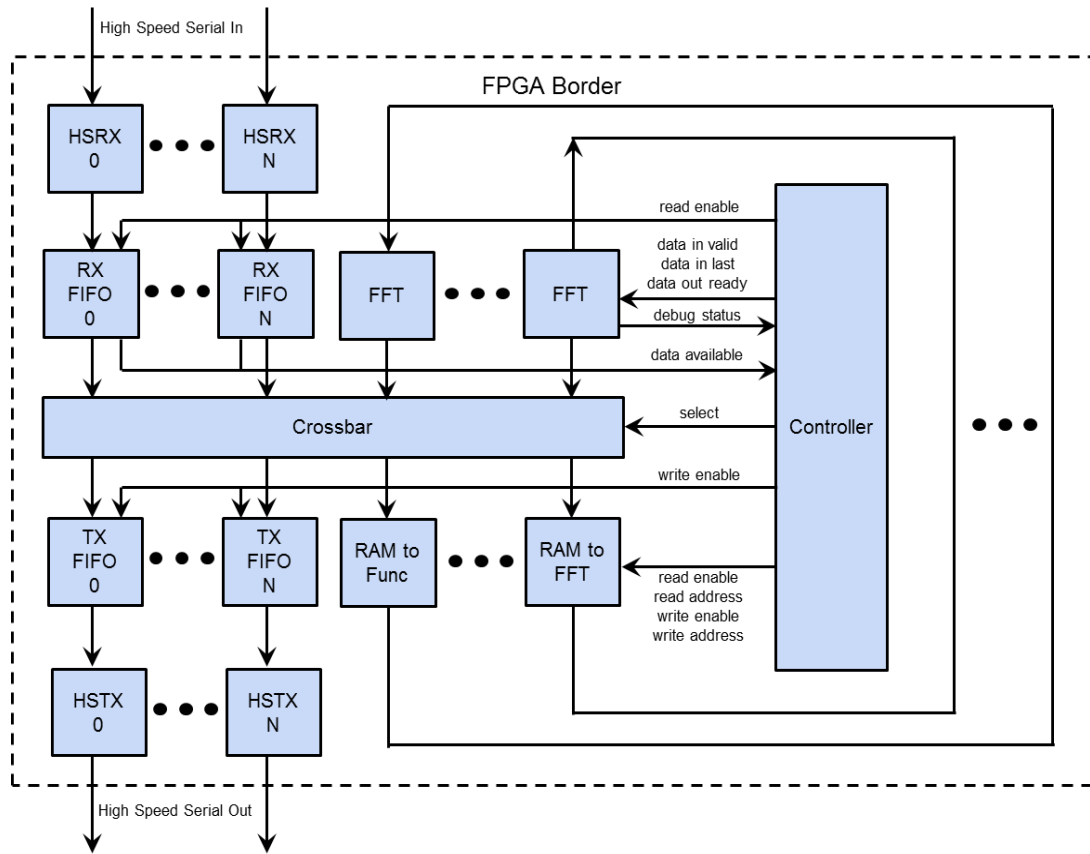 High Speed Serial In
FPGA Border
HSRX
0
HSRX
N
read enable
RX
FIFO
0
RX
FIFO
N
FFT
FFT
data in valid
data in last
data out ready
debug status
data available
Crossbar
select
Controller
write enable
TX
FIFO
0
TX
FIFO
N
RAM to
Func
RAM to
FFT
read enable
read address
write enable
write address
HSTX
0
HSTX
N
High Speed Serial Out